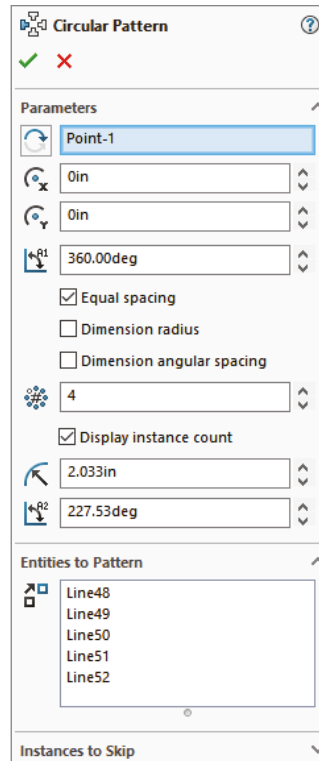 Circular Pattern
Parameters
Point-1
0in
0in
360.00deg
Equal spacing
Dimension radius
Dimension angular spacing
4
Display instance count
2.033in
227.53deg
Entities to Pattern
Line48
Line49
Line50
Line51
Line52
Instances to Skip